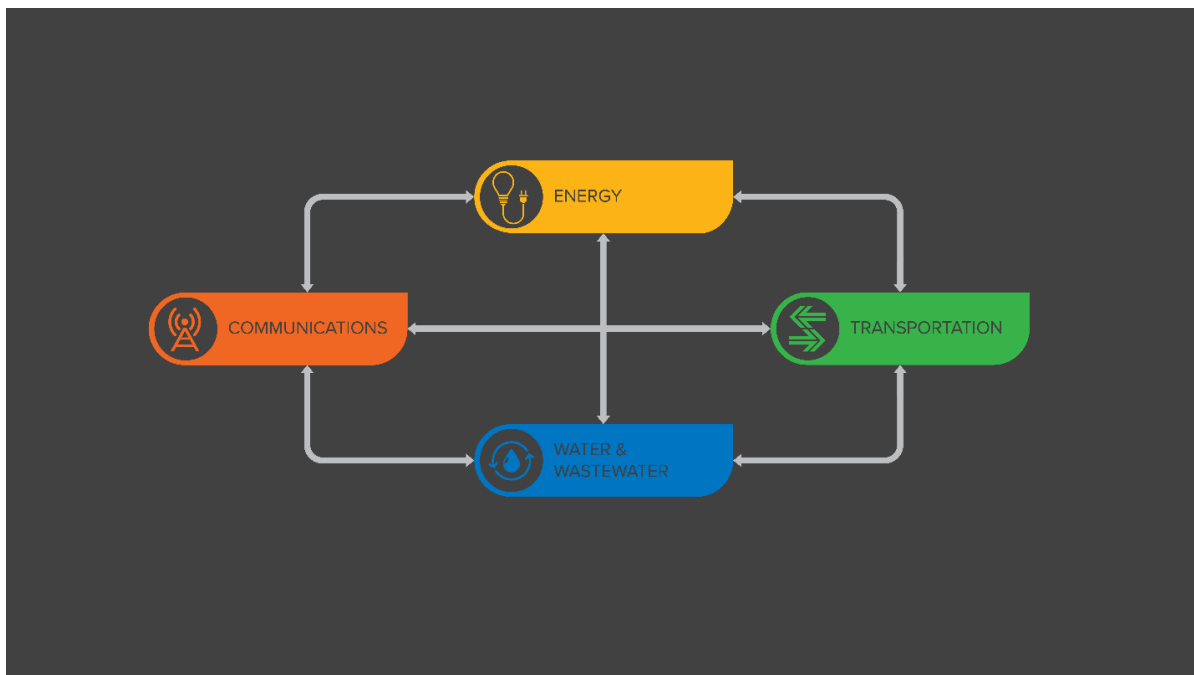 ENERGY
COMMUNICATIONS
TRANSPORTATION
WATER &
WASTEWATER